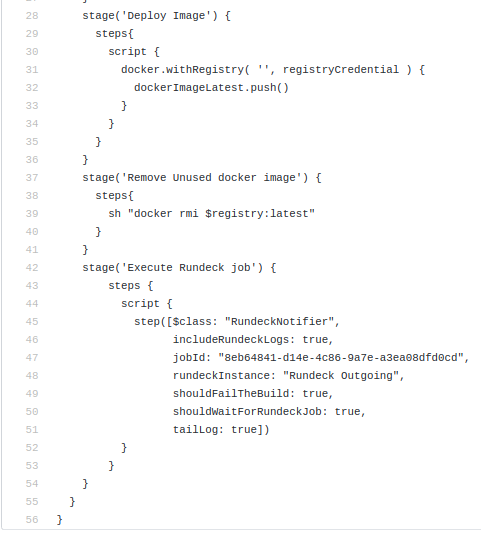 28 stage('Deploy Image') {
29 steps{
30 script {
31 docker.withRegistry( '', registryCredential ) {
32 dockerImageLatest.push()
33 }
34 }
35 }
36 }
37 stage('Remove Unused docker image') {
38 steps{
39 sh "docker rmi $registry:latest"
40 }
41 }
42 stage('Execute Rundeck job') {
43 steps {
44 script {
45 step([$class: "RundeckNotifier",
46 includeRundeckLogs: true,
47 jobId: "8eb64841-d14e-4c86-9a7e-a3ea08dfd0cd",
48 rundeckInstance: "Rundeck Outgoing",
49 shouldFailTheBuild: true,
50 shouldWaitForRundeckJob: true,
51 tailLog: true])
52 }
53 }
54 }
55 }
56 }